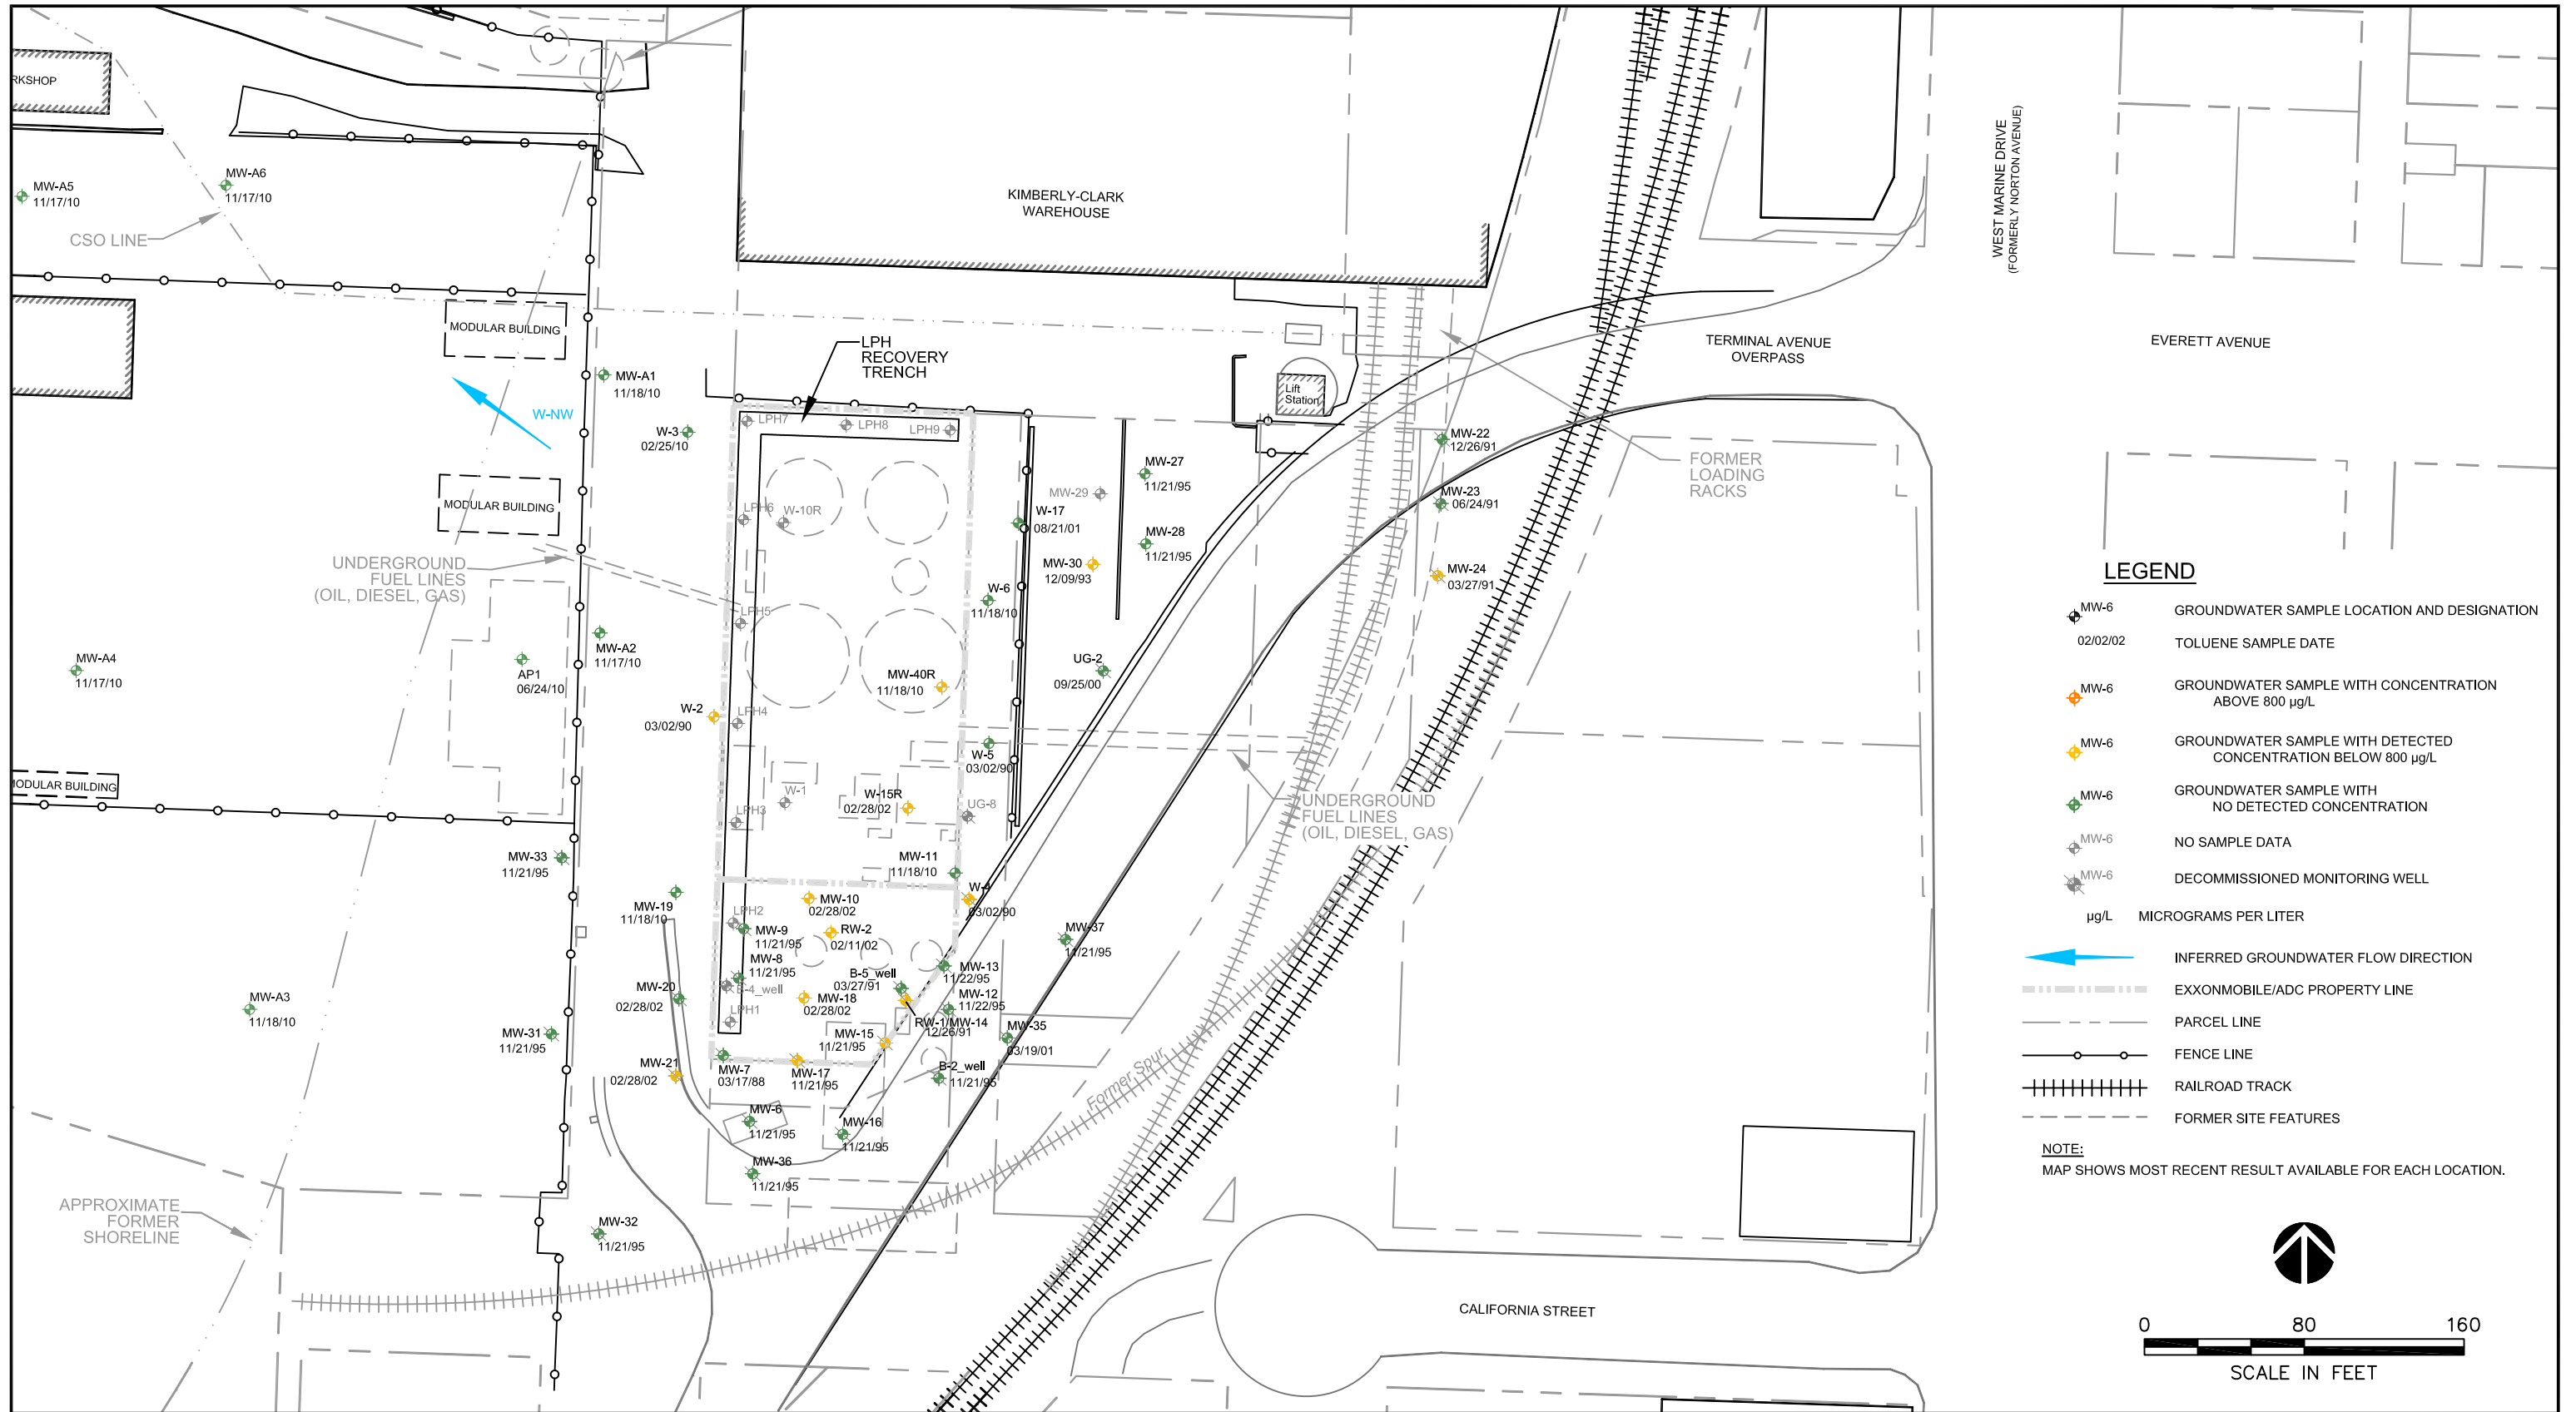 RKSHOP
MW-A5
11/17/10
MW-A6
11/17/10
CSO LINE
KIMBERLY-CLARK
WAREHOUSE
WEST MARINE DRIVE
(FORMERLY NORTON AVENUE)
MODULAR BUILDING
W-NW
MW-A1
11/18/10
LPH
RECOVERY
TRENCH
Lift
Station
TERMINAL AVENUE
OVERPASS
EVERETT AVENUE
W-3
02/25/10
LPH7
LPH8
LPH9
MW-22
12/26/91
FORMER
LOADING
RACKS
MW-27
11/21/95
MW-29
MW-23
06/24/91
MODULAR BUILDING
LPH6
W-10R
W-17
08/21/01
MW-28
11/21/95
MW-30
12/09/93
MW-24
03/27/91
UNDERGROUND
FUEL LINES
(OIL, DIESEL, GAS)
W-6
11/18/10
LPH5
MW-A4
11/17/10
AP1
06/24/10
MW-A2
11/17/10
MW-40R
11/18/10
UG-2
09/25/00
W-2
03/02/90
LPH4
W-5
03/02/90
MODULAR BUILDING
W-1
LPH3
W-15R
02/28/02
UG-8
UNDERGROUND
FUEL LINES
(OIL, DIESEL, GAS)
MW-33
11/21/95
MW-11
11/18/10
W-4
03/02/90
MW-19
11/18/10
MW-10
02/28/02
LPH2
MW-9
11/21/95
RW-2
02/11/02
MW-37
11/21/95
MW-8
11/21/95
B-4_well
B-5_well
03/27/91
MW-13
11/22/95
MW-20
02/28/02
MW-18
02/28/02
MW-12
11/22/95
MW-A3
11/18/10
LPH1
RW-1/MW-14
12/26/91
MW-31
11/21/95
MW-15
11/21/95
MW-35
03/19/01
MW-21
02/28/02
MW-7
03/17/88
MW-17
11/21/95
B-2_well
11/21/95
Former Spur
MW-6
11/21/95
MW-16
11/21/95
MW-36
11/21/95
MW-32
11/21/95
APPROXIMATE
FORMER
SHORELINE
CALIFORNIA STREET
LEGEND
MW-6
GROUNDWATER SAMPLE LOCATION AND DESIGNATION
02/02/02
TOLUENE SAMPLE DATE
MW-6
GROUNDWATER SAMPLE WITH CONCENTRATION
ABOVE 800 µg/L
MW-6
GROUNDWATER SAMPLE WITH DETECTED
CONCENTRATION BELOW 800 µg/L
MW-6
GROUNDWATER SAMPLE WITH
NO DETECTED CONCENTRATION
MW-6
NO SAMPLE DATA
MW-6
DECOMMISSIONED MONITORING WELL
µg/L MICROGRAMS PER LITER
INFERRED GROUNDWATER FLOW DIRECTION
EXXONMOBILE/ADC PROPERTY LINE
PARCEL LINE
FENCE LINE
RAILROAD TRACK
FORMER SITE FEATURES
NOTE:
MAP SHOWS MOST RECENT RESULT AVAILABLE FOR EACH LOCATION.
0 80 160
SCALE IN FEET